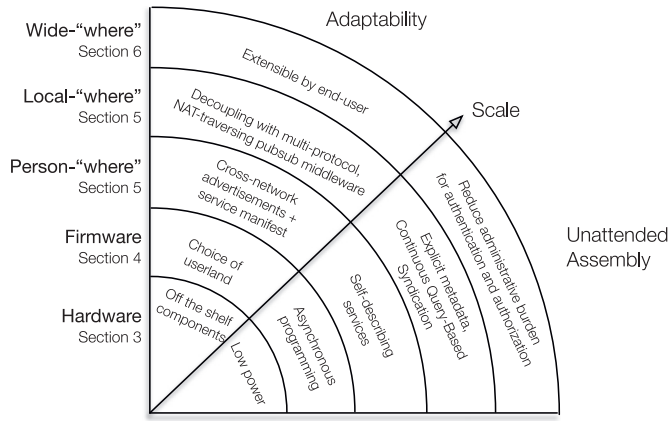 Adaptability
Wide-“where”
Section 6
Local-“where”
Section 5
Person-“where”
Section 5
Firmware
Section 4
Hardware
Section 3
Extensible by end-user
Decoupling with multi-protocol,
NAT-traversing pubsub middleware
Cross-network
advertisements +
service manifest
Choice of
userland
Off the shelf
components
Scale
Unattended
Assembly
Low power
Asynchronous
programming
Self-describing
services
Explicit metadata,
Continuous Query-Based
Syndication
Reduce administrative burden
for authentication and authorization